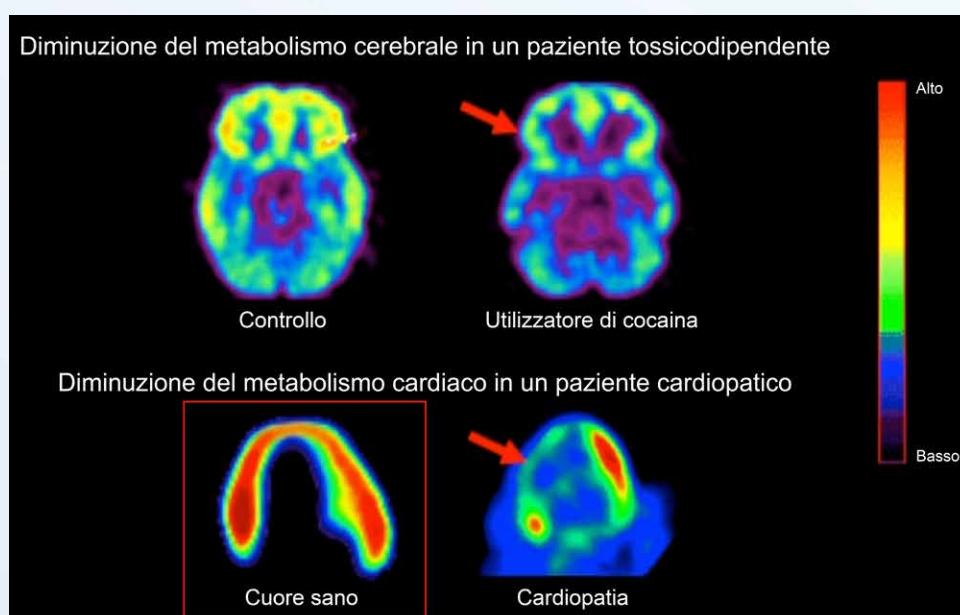 Diminuzione del metabolismo cerebrale in un paziente tossicodipendente
Alto
Controllo
Utilizzatore di cocaina
Diminuzione del metabolismo cardiaco in un paziente cardiopatico
Basso
Cuore sano
Cardiopatia